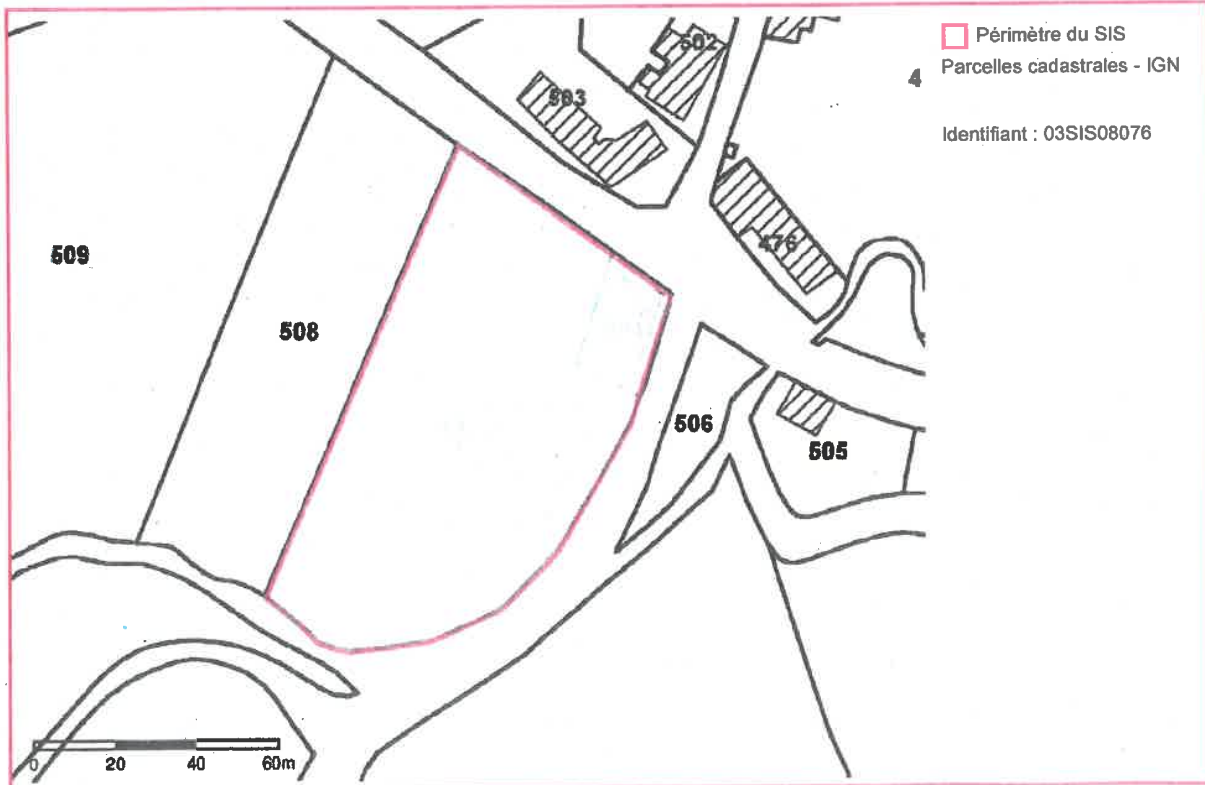 Périmètre du SIS
4 Parcelles cadastrales - IGN
Identifiant : 03SIS08076
502
503
476
509
508
506
505
0 20 40 60m